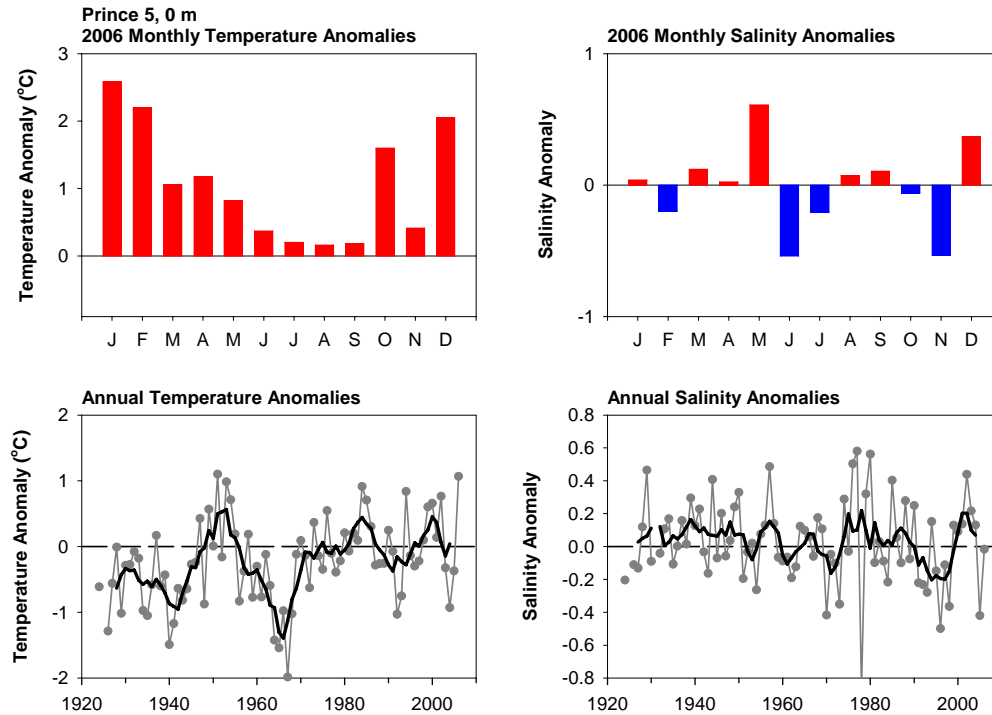 Prince 5, 0 m
2006 Monthly Temperature Anomalies
Temperature Anomaly (°C)
3
2
1
0
J F M A M J J A S O N D
2006 Monthly Salinity Anomalies
Salinity Anomaly
1
0
-1
J F M A M J J A S O N D
Annual Temperature Anomalies
Temperature Anomaly (°C)
2
1
0
-1
-2
1920 1940 1960 1980 2000
Annual Salinity Anomalies
Salinity Anomaly
0.8
0.6
0.4
0.2
0.0
-0.2
-0.4
-0.6
-0.8
1920 1940 1960 1980 2000